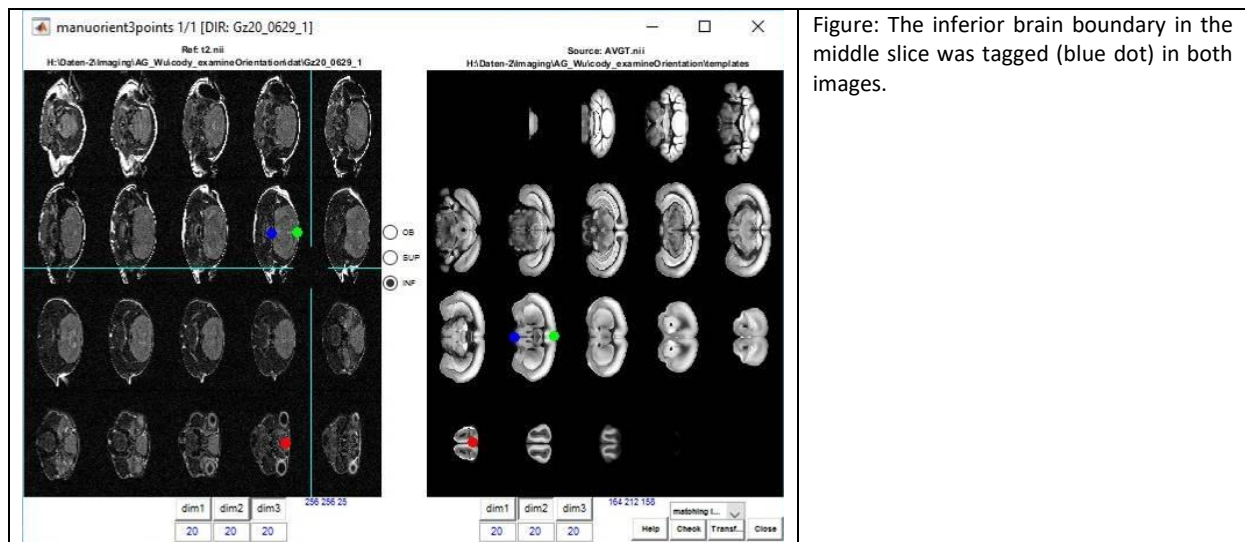 manuorient3points 1/1 [DIR: Gz20_0629_1]
Ref: t2.nii
H:\Daten-2\Imaging\AG_Wu\cody_examineOrientation\dat\Gz20_0629_1
Source: AVGT.nii
H:\Daten-2\Imaging\AG_Wu\cody_examineOrientation\templates
OB
SUP
INF
dim1 dim2 dim3 256 256 25
20 20 20
dim1 dim2 dim3 164 212 158
20 20 20
matching l...
Help Check Transf... Close
Figure: The inferior brain boundary in the
middle slice was tagged (blue dot) in both
images.